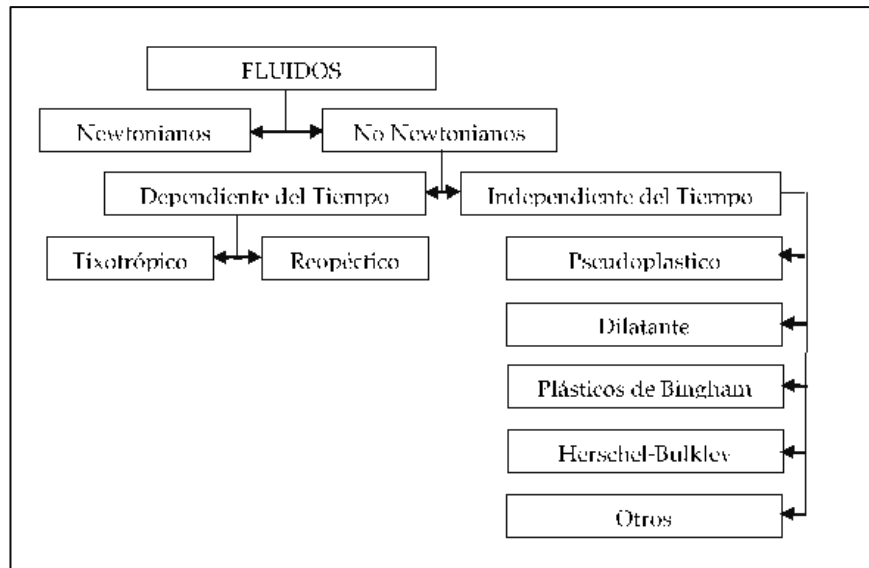 FLUIDOS
Newtonianos
No Newtonianos
Dependiente del Tiempo
Independiente del Tiempo
Tixotrópico
Reopéctico
Pseudoplastico
Dilatante
Plásticos de Bingham
Herschel-Bulkley
Otros